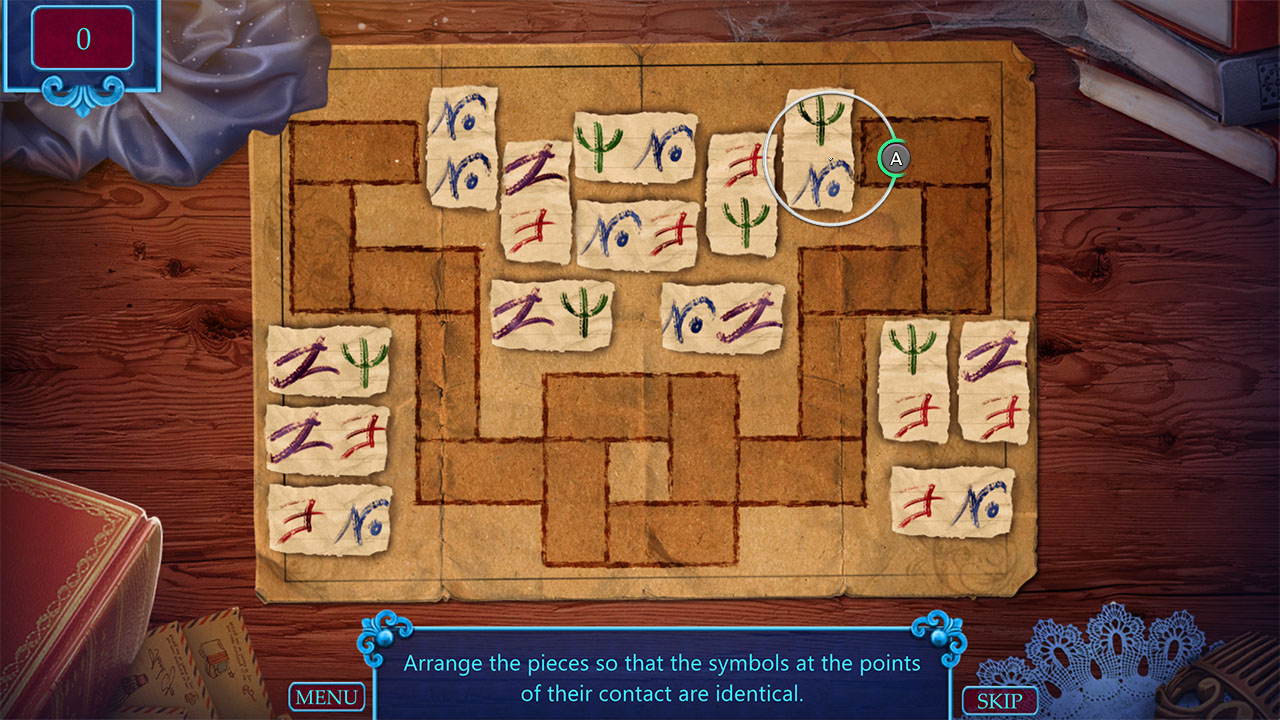 0
A
Arrange the pieces so that the symbols at the points
of their contact are identical.
MENU
SKIP